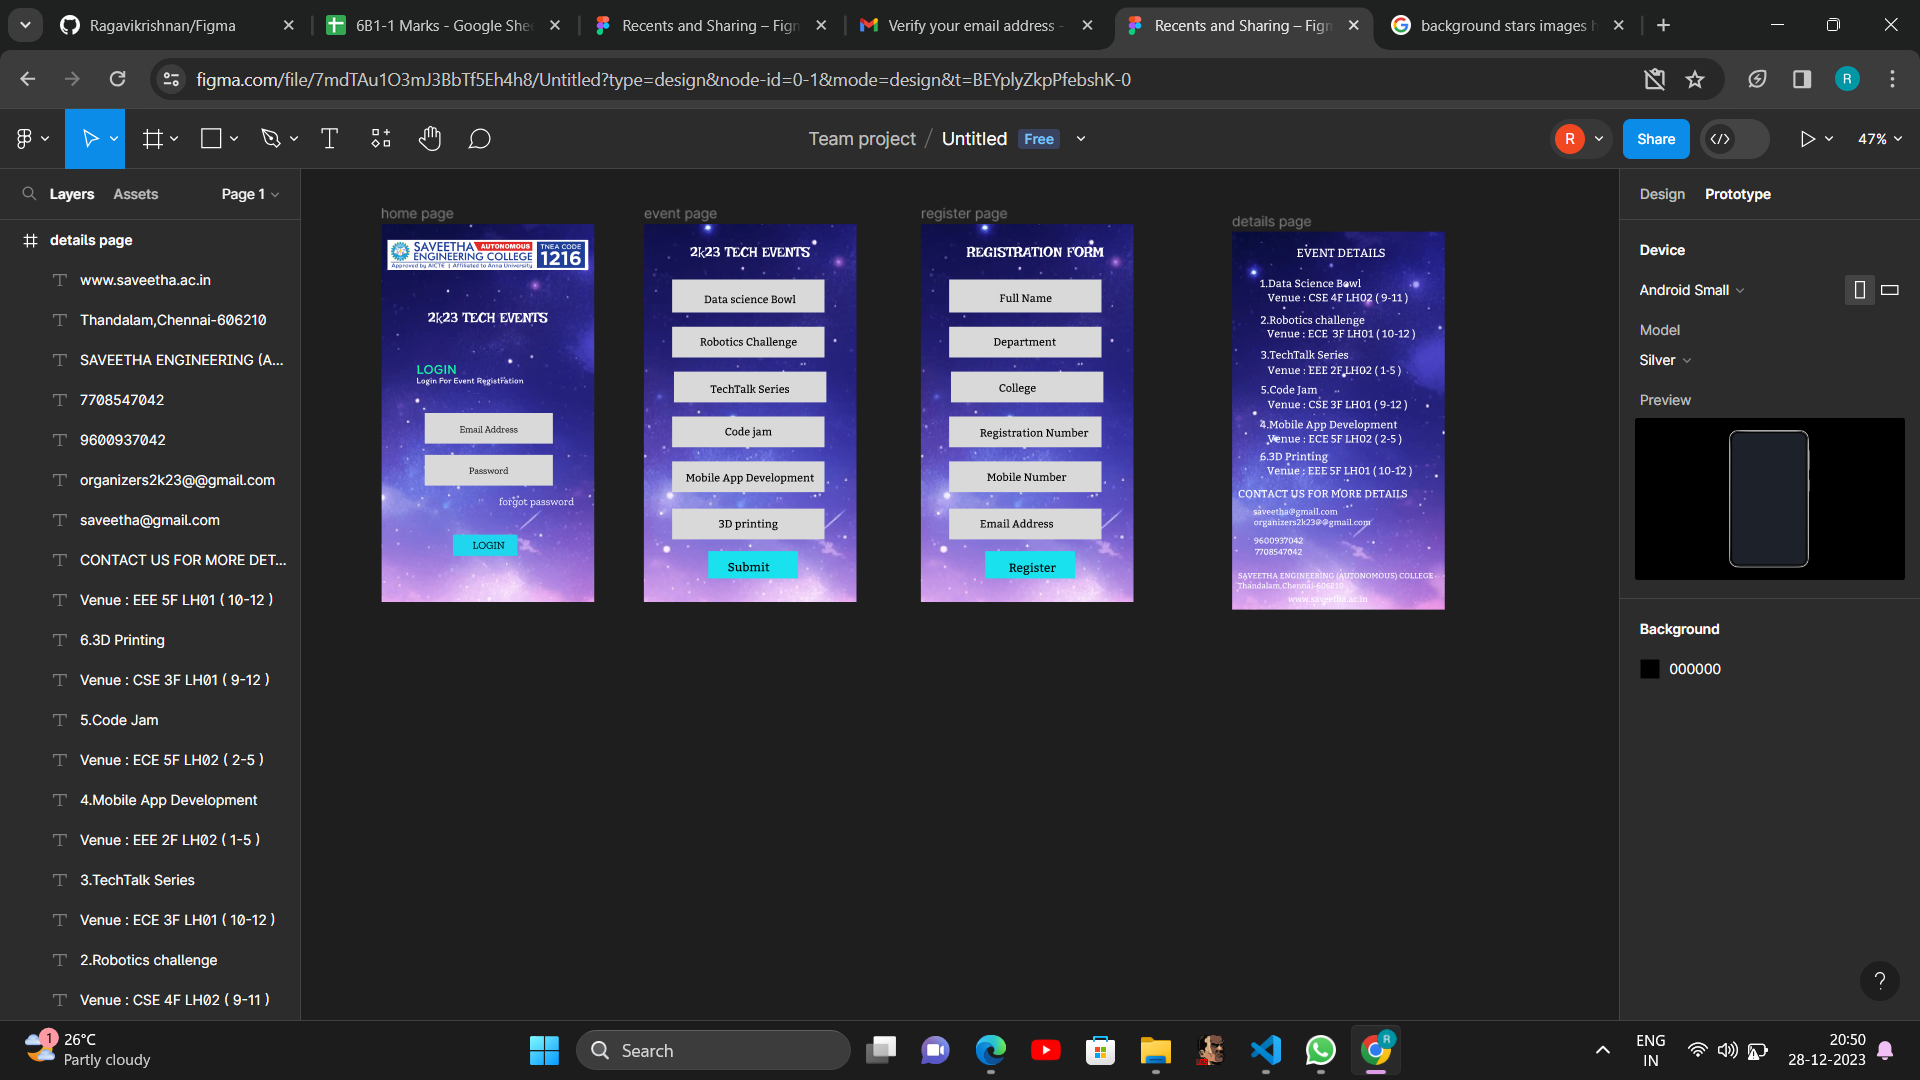 Ragavikrishnan/Figma
6B1-1 Marks - Google She
Recents and Sharing – Figm
Verify your email address -
Recents and Sharing – Figm
background stars images h
figma.com/file/7mdTAu1O3mJ3BbTf5Eh4h8/Untitled?type=design&node-id=0-1&mode=design&t=BEYplyZkpPfebshK-0
R
Team project / Untitled Free
R
Share
47%
Layers Assets Page 1
details page
www.saveetha.ac.in
Thandalam,Chennai-606210
SAVEETHA ENGINEERING (A...
7708547042
9600937042
organizers2k23@@gmail.com
saveetha@gmail.com
CONTACT US FOR MORE DET...
Venue : EEE 5F LH01 ( 10-12 )
6.3D Printing
Venue : CSE 3F LH01 ( 9-12 )
5.Code Jam
Venue : ECE 5F LH02 ( 2-5 )
4.Mobile App Development
Venue : EEE 2F LH02 ( 1-5 )
3.TechTalk Series
Venue : ECE 3F LH01 ( 10-12 )
2.Robotics challenge
Venue : CSE 4F LH02 ( 9-11 )
home page
SAVEETHA AUTONOMOUS
ENGINEERING COLLEGE
Approved by AICTE | Affiliated to Anna University
TNEA CODE
1216
2k23 TECH EVENTS
LOGIN
Login For Event Registration
Email Address
Password
forgot password
LOGIN
event page
2k23 TECH EVENTS
Data science Bowl
Robotics Challenge
TechTalk Series
Code jam
Mobile App Development
3D printing
Submit
register page
REGISTRATION FORM
Full Name
Department
College
Registration Number
Mobile Number
Email Address
Register
details page
EVENT DETAILS
1.Data Science Bowl
Venue : CSE 4F LH02 ( 9-11 )
2.Robotics challenge
Venue : ECE 3F LH01 ( 10-12 )
3.TechTalk Series
Venue : EEE 2F LH02 ( 1-5 )
5.Code Jam
Venue : CSE 3F LH01 ( 9-12 )
4.Mobile App Development
Venue : ECE 5F LH02 ( 2-5 )
6.3D Printing
Venue : EEE 5F LH01 ( 10-12 )
CONTACT US FOR MORE DETAILS
saveetha@gmail.com
organizers2k23@@gmail.com
9600937042
7708547042
SAVEETHA ENGINEERING (AUTONOMOUS) COLLEGE
Thandalam,Chennai-606210
www.saveetha.ac.in
Design Prototype
Device
Android Small
Model
Silver
Preview
Background
000000
?
1
26°C
Partly cloudy
Search
R
ENG
IN
20:50
28-12-2023